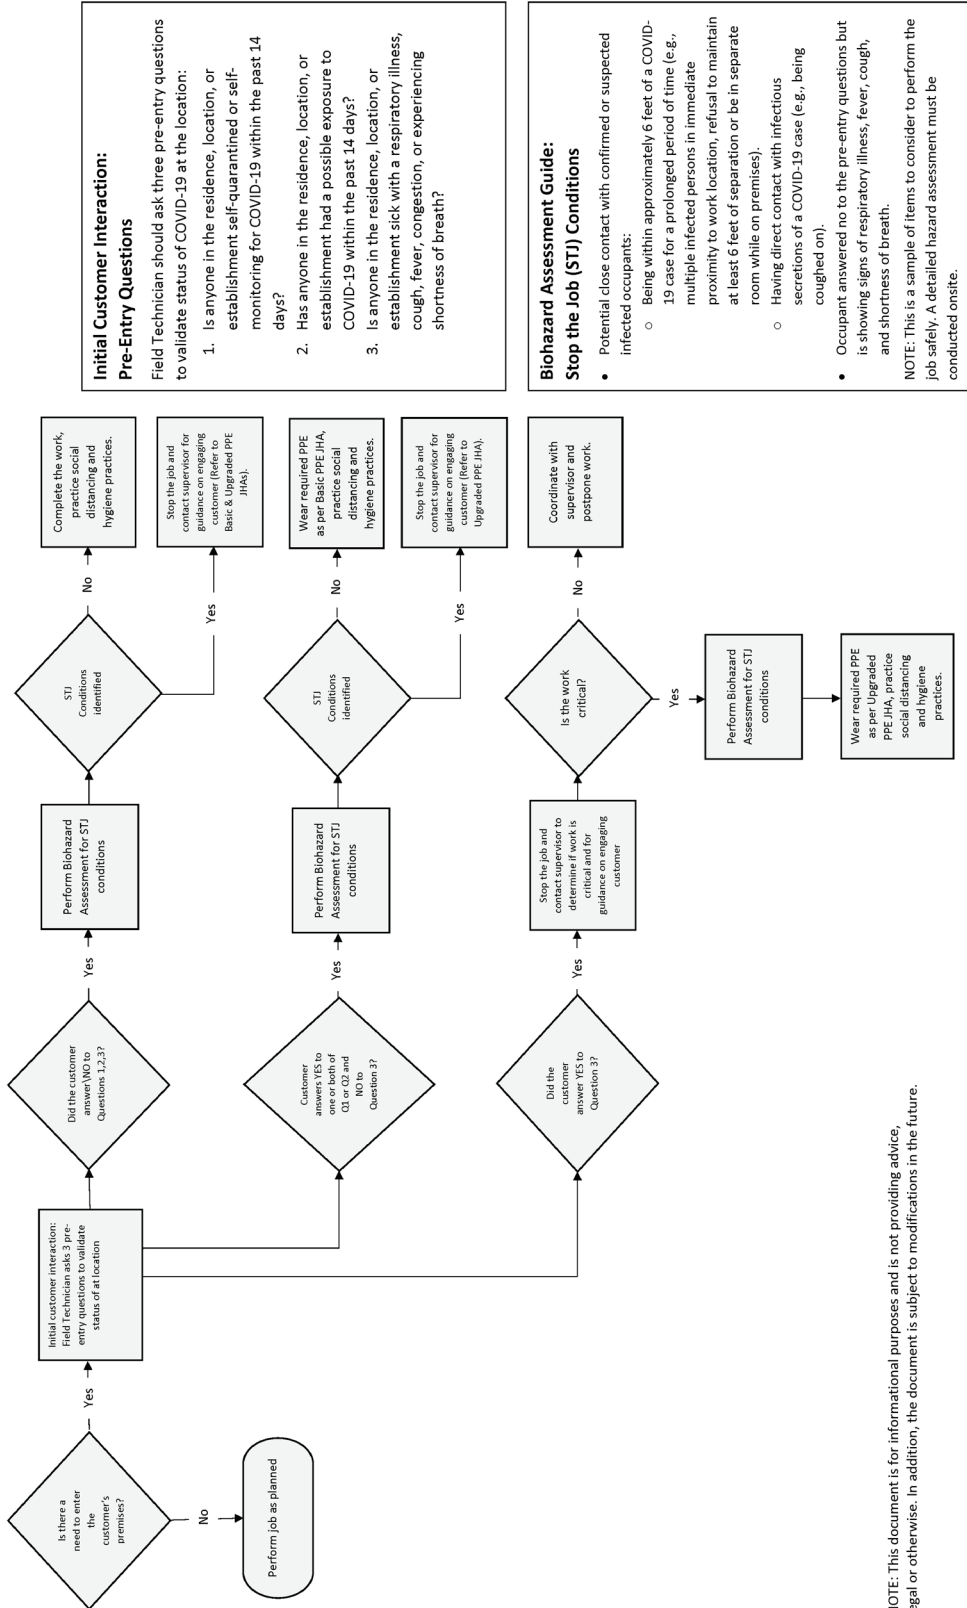 Is there a
need to enter
the
customer's
premises?
Yes
No
Perform job as planned
Initial customer interaction:
Field Technician asks 3 pre-
entry questions to validate
status of at location
Did the customer
answer\NO to
Questions 1,2,3?
Yes
Perform Biohazard
Assessment for STJ
conditions
STJ
Conditions
identified
No
Complete the work,
practice social
distancing and
hygiene practices.
Yes
Stop the job and
contact supervisor for
guidance on engaging
customer (Refer to
Basic & Upgraded PPE
JHAs).
Customer
answers YES to
one or both of
Q1 or Q2 and
NO to
Question 3?
Yes
Perform Biohazard
Assessment for STJ
conditions
STJ
Conditions
identified
No
Wear required PPE
as per Basic PPE JHA,
practice social
distancing and
hygiene practices.
Yes
Stop the job and
contact supervisor for
guidance on engaging
customer (Refer to
Upgraded PPE JHA).
Did the
customer
answer YES to
Question 3?
Yes
Stop the job and
contact supervisor to
determine if work is
critical and for
guidance on engaging
customer
Is the work
critical?
No
Coordinate with
supervisor and
postpone work.
Yes
Perform Biohazard
Assessment for STJ
conditions
Wear required PPE
as per Upgraded
PPE JHA, practice
social distancing
and hygiene
practices.
Initial Customer Interaction:
Pre-Entry Questions
Field Technician should ask three pre-entry questions
to validate status of COVID-19 at the location:
1. Is anyone in the residence, location, or
establishment self-quarantined or self-
monitoring for COVID-19 within the past 14
days?
2. Has anyone in the residence, location, or
establishment had a possible exposure to
COVID-19 within the past 14 days?
3. Is anyone in the residence, location, or
establishment sick with a respiratory illness,
cough, fever, congestion, or experiencing
shortness of breath?
Biohazard Assessment Guide:
Stop the Job (STJ) Conditions
• Potential close contact with confirmed or suspected
infected occupants:
○ Being within approximately 6 feet of a COVID-
19 case for a prolonged period of time (e.g.,
multiple infected persons in immediate
proximity to work location, refusal to maintain
at least 6 feet of separation or be in separate
room while on premises).
○ Having direct contact with infectious
secretions of a COVID-19 case (e.g., being
coughed on).
• Occupant answered no to the pre-entry questions but
is showing signs of respiratory illness, fever, cough,
and shortness of breath.
NOTE: This is a sample of items to consider to perform the
job safely. A detailed hazard assessment must be
conducted onsite.
OTE: This document is for informational purposes and is not providing advice,
egal or otherwise. In addition, the document is subject to modifications in the future.